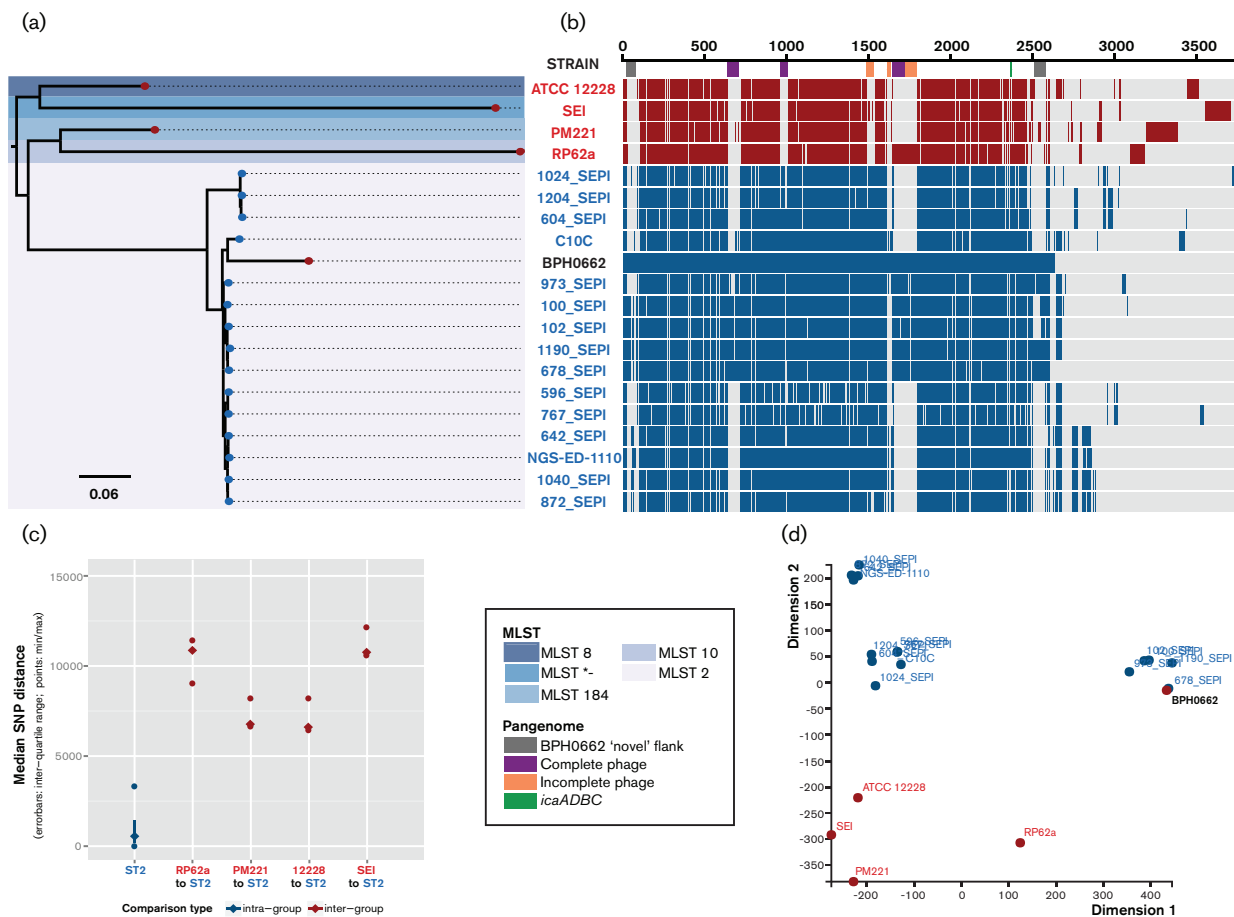 (a)
(b)
0 500 1000 1500 2000 2500 3000 3500
STRAIN
ATCC 12228
SEI
PM221
RP62a
1024_SEPI
1204_SEPI
604_SEPI
C10C
BPH0662
973_SEPI
100_SEPI
102_SEPI
1190_SEPI
678_SEPI
596_SEPI
767_SEPI
642_SEPI
NGS-ED-1110
1040_SEPI
872_SEPI
0.06
(c)
Median SNP distance
(errorbars: inter-quartile range; points: min/max)
15000
10000
5000
0
ST2
RP62a to ST2
PM221 to ST2
12228 to ST2
SEI to ST2
Comparison type intra-group inter-group
MLST
MLST 8
MLST *-
MLST 184
MLST 10
MLST 2
Pangenome
BPH0662 ‘novel’ flank
Complete phage
Incomplete phage
icaADBC
(d)
Dimension 2
200
150
100
50
0
-50
-100
-150
-200
-250
-300
-350
1040_SEPI
NGS-ED-1110
1204_SEPI
596_SEPI
C10C
1024_SEPI
102_SEPI
1190_SEPI
678_SEPI
BPH0662
ATCC 12228
SEI
RP62a
PM221
-200 -100 0 100 200 300 400
Dimension 1